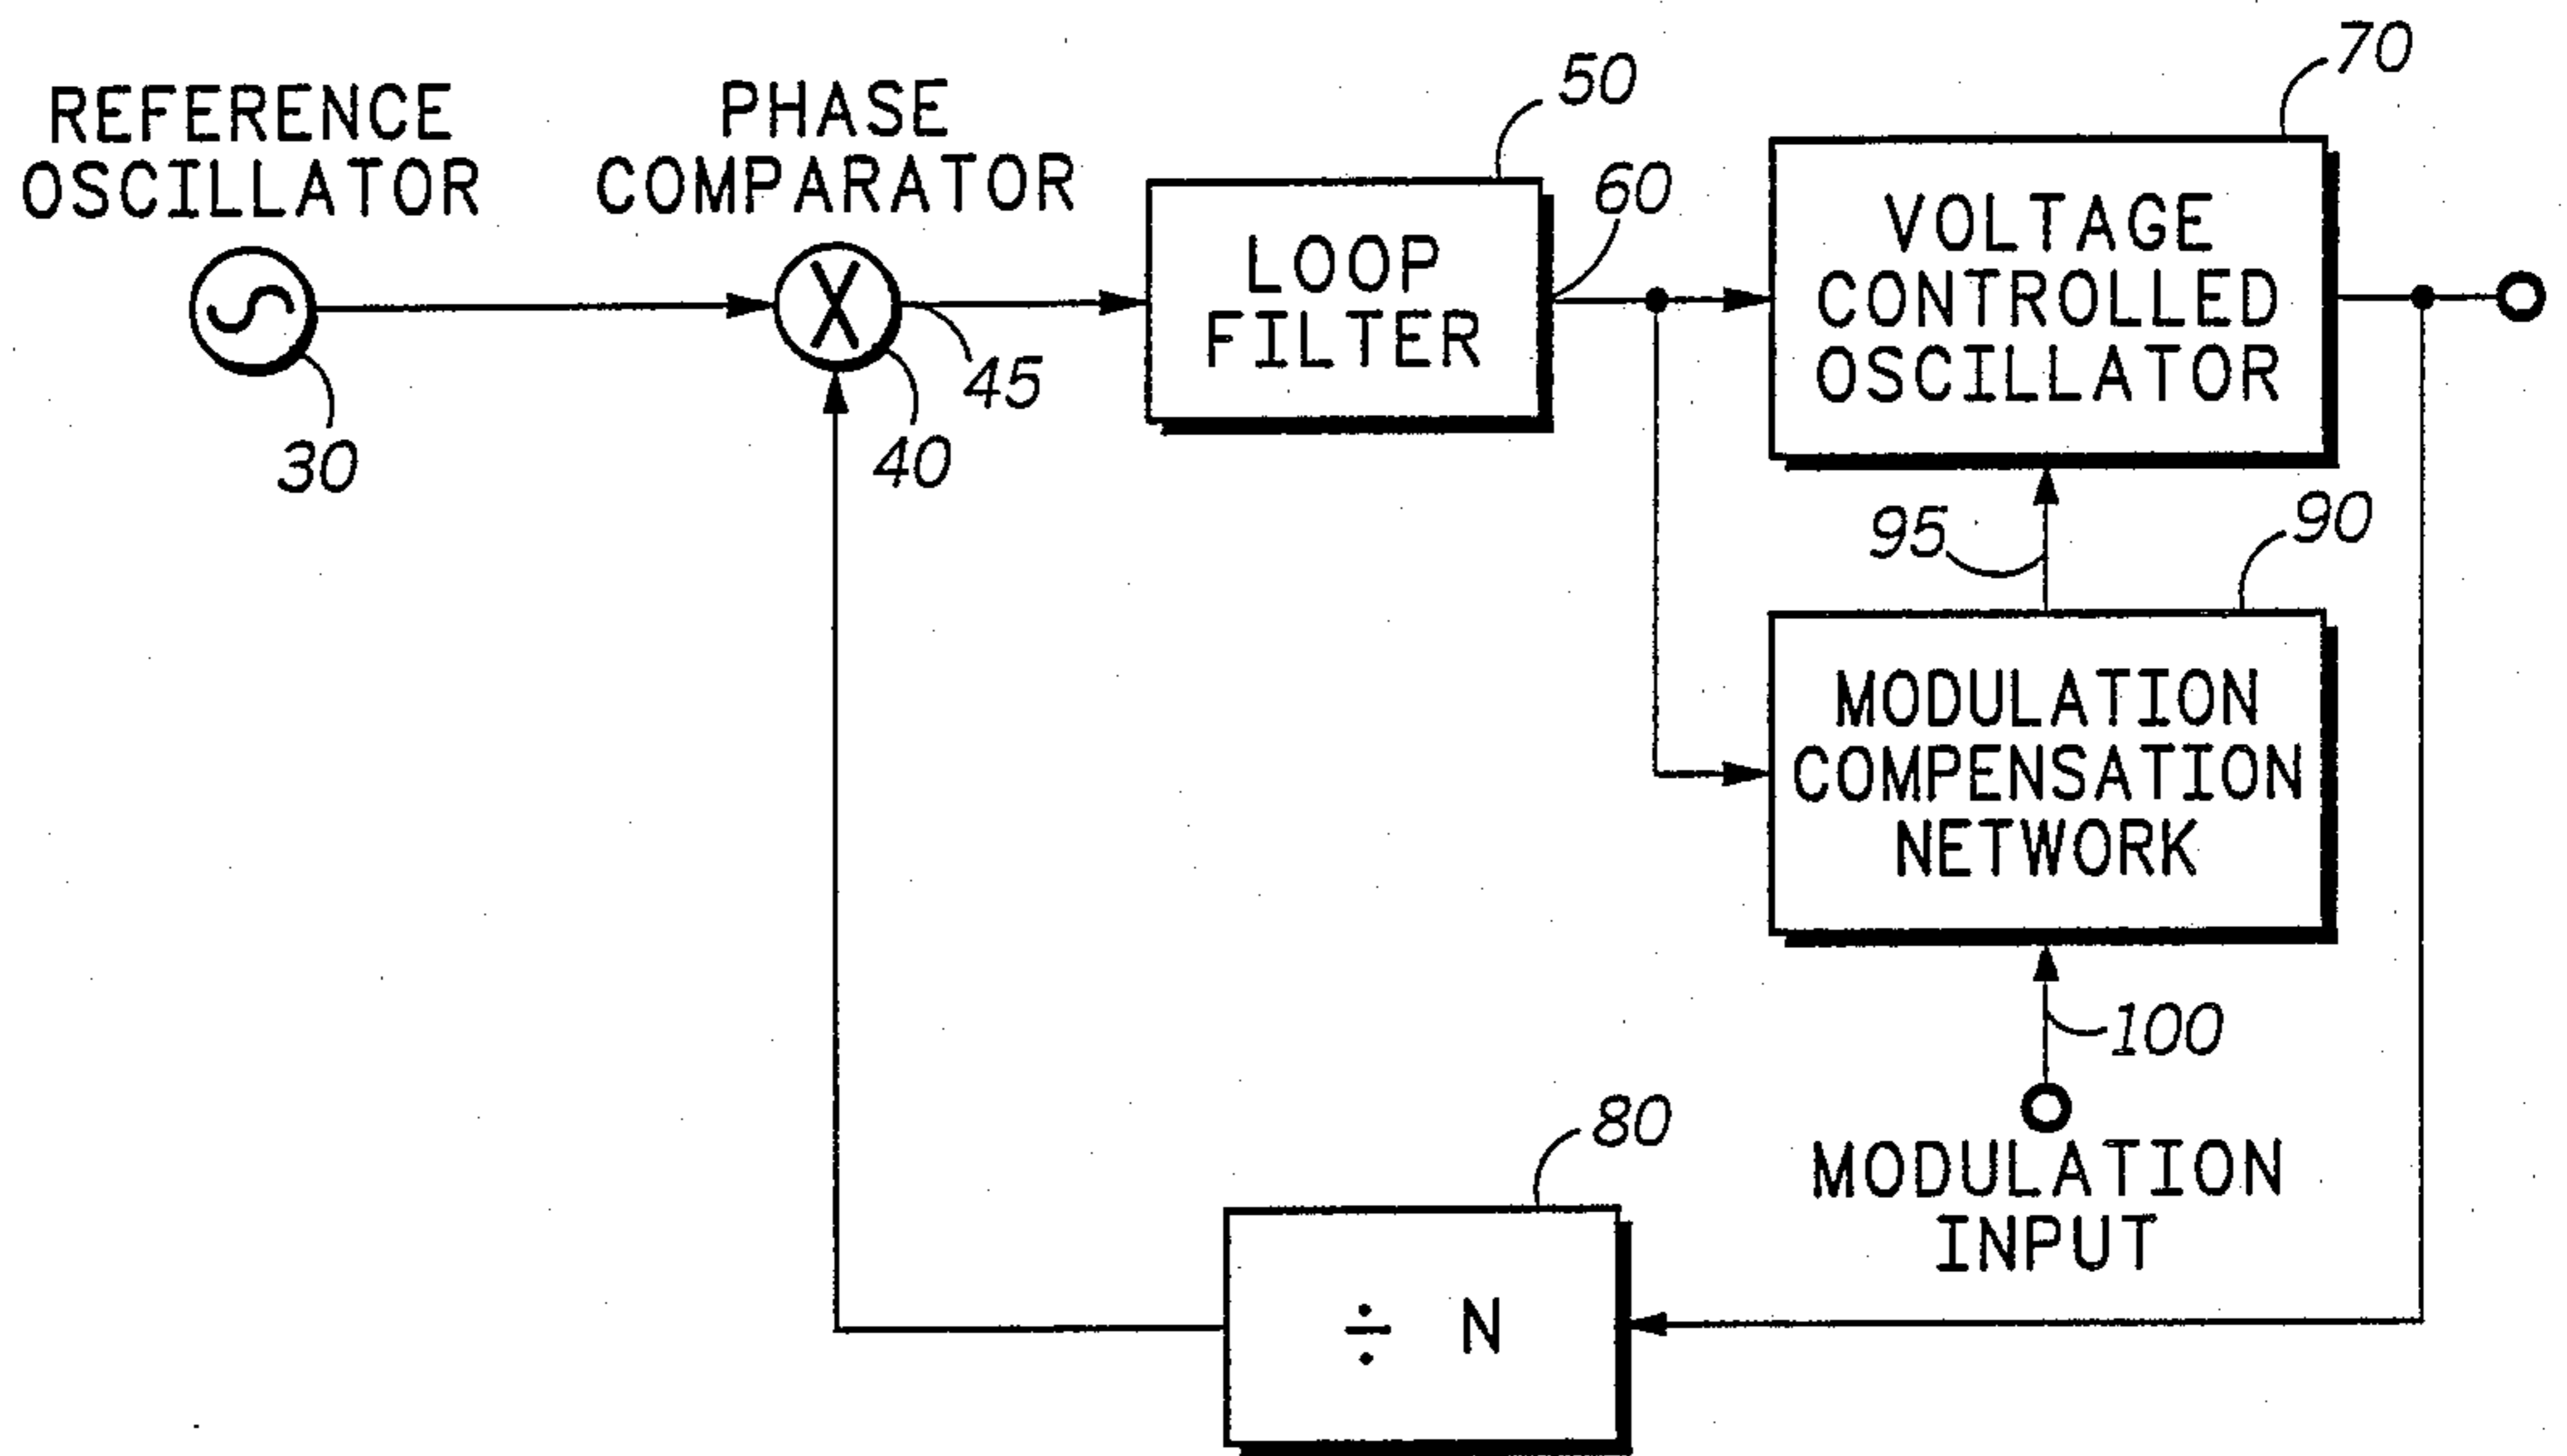 REFERENCE
OSCILLATOR
30
PHASE
COMPARATOR
45
40
50
LOOP
FILTER
60
70
VOLTAGE
CONTROLLED
OSCILLATOR
95
90
MODULATION
COMPENSATION
NETWORK
100
MODULATION
INPUT
80
÷ N